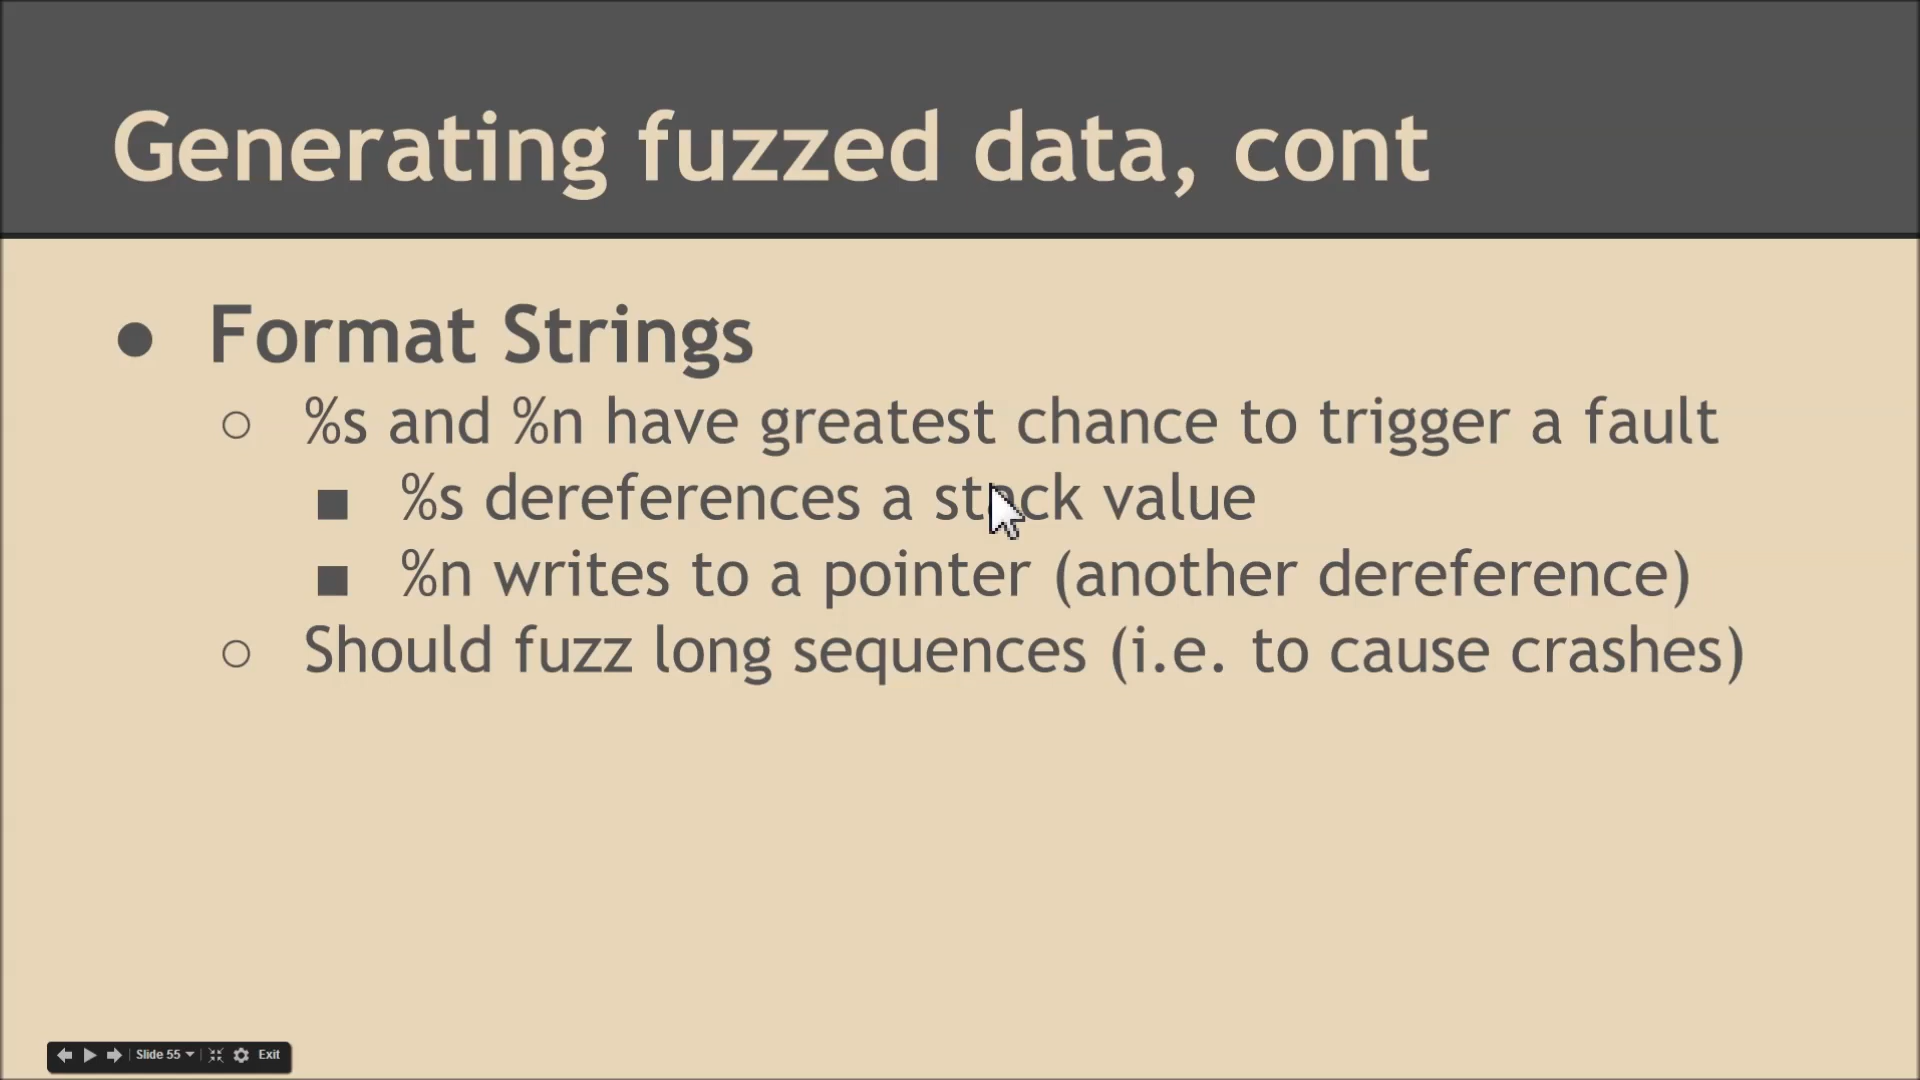 Generating fuzzed data, cont
● Format Strings
○ %s and %n have greatest chance to trigger a fault
■ %s dereferences a stack value
■ %n writes to a pointer (another dereference)
○ Should fuzz long sequences (i.e. to cause crashes)
Slide 55 Exit